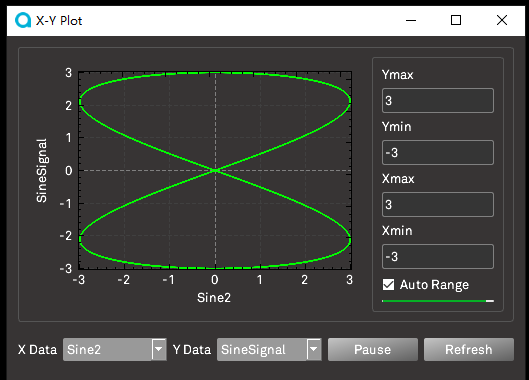 X-Y Plot
3
2
1
0
-1
-2
-3
SineSignal
-3 -2 -1 0 1 2 3
Sine2
Ymax
3
Ymin
-3
Xmax
3
Xmin
-3
Auto Range
X Data Sine2 Y Data SineSignal Pause Refresh